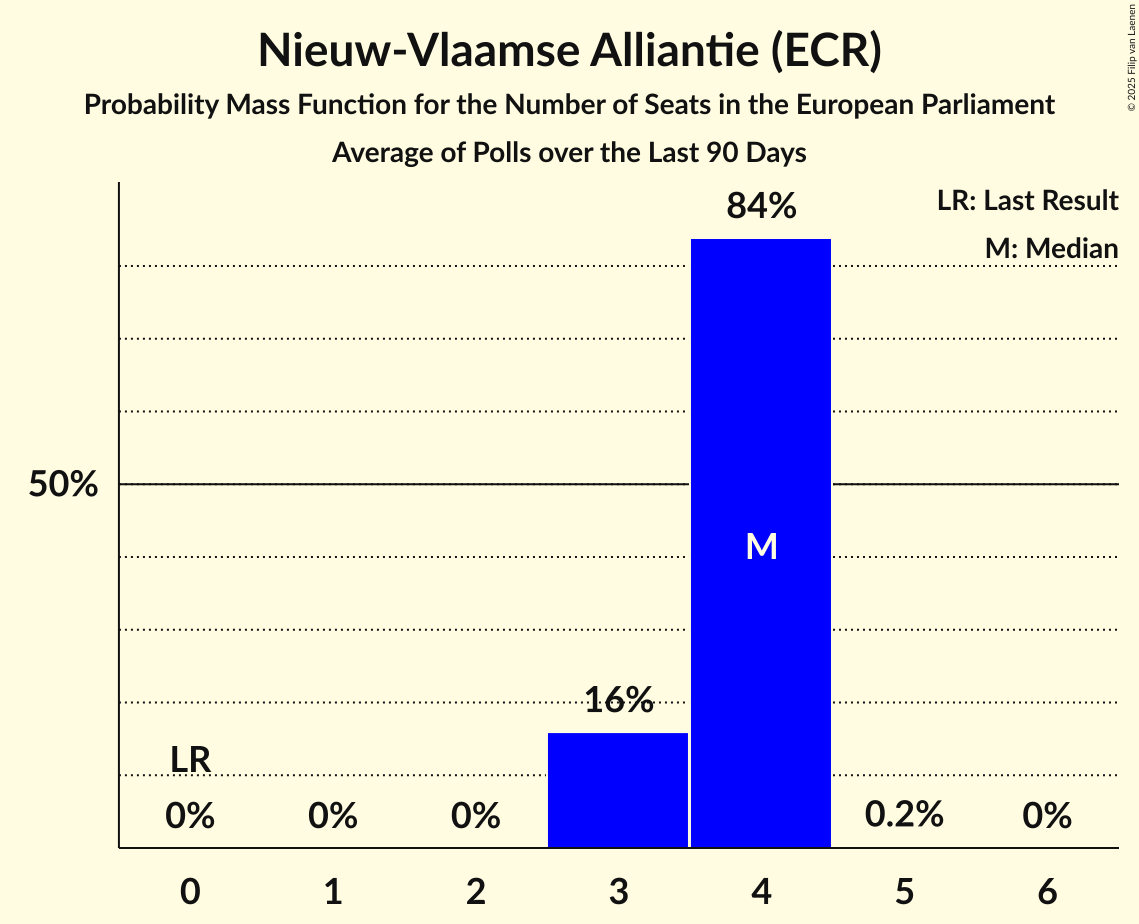 Nieuw-Vlaamse Alliantie (ECR)
Probability Mass Function for the Number of Seats in the European Parliament
Average of Polls over the Last 90 Days
© 2025 Filip van Laenen
LR: Last Result
M: Median
84%
50%
M
16%
LR
0%
0%
0%
0.2%
0%
0
1
2
3
4
5
6